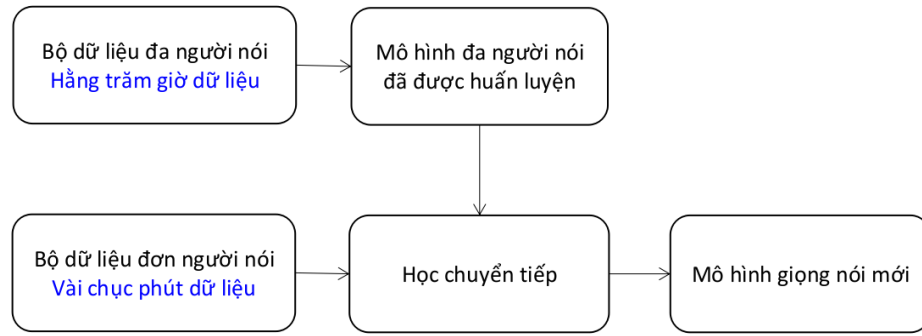 Bộ dữ liệu đa người nói
Hằng trăm giờ dữ liệu
Mô hình đa người nói
đã được huấn luyện
Bộ dữ liệu đơn người nói
Vài chục phút dữ liệu
Học chuyển tiếp
Mô hình giọng nói mới